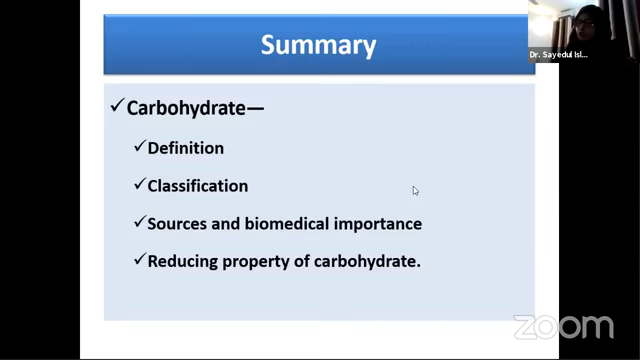 Summary
Dr. Sayedul Isl...
✓Carbohydrate—
✓Definition
✓Classification
✓Sources and biomedical importance
✓Reducing property of carbohydrate.
zoom